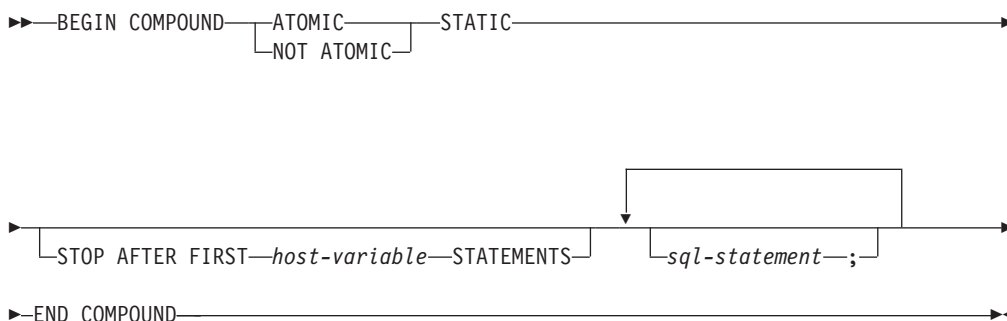 BEGIN COMPOUND ATOMIC STATIC
NOT ATOMIC
STOP AFTER FIRST host-variable STATEMENTS sql-statement ;
END COMPOUND